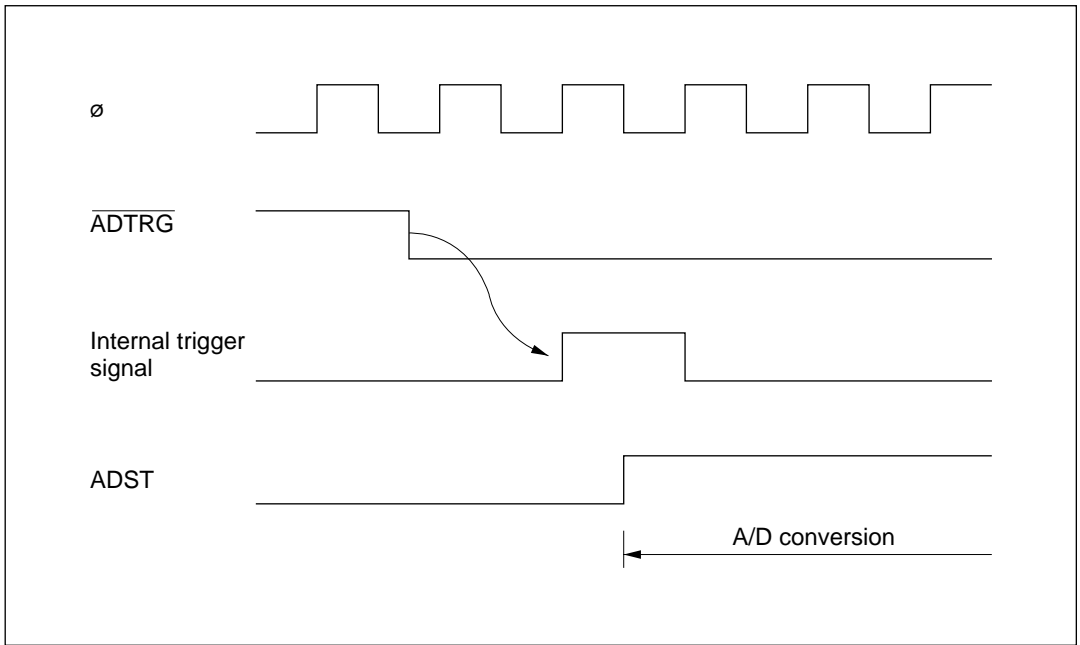 ø
ADTRG
Internal trigger
signal
ADST
A/D conversion